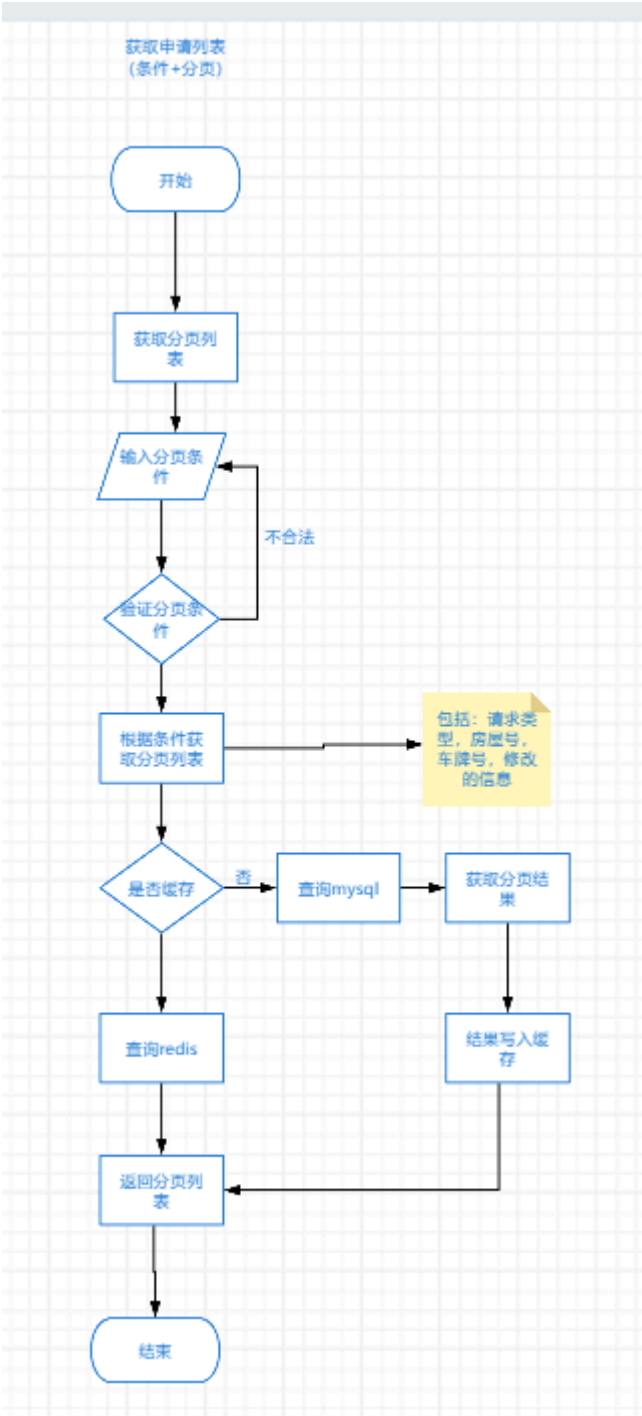 获取申请列表
（条件+分页）
开始
获取分页列
表
输入分页条
件
不合法
验证分页条
件
根据条件获
取分页列表
包括：请求类
型，房屋号，
车牌号，修改
的信息
是否缓存
否
查询mysql
获取分页结
果
查询redis
结果写入缓
存
返回分页列
表
结束